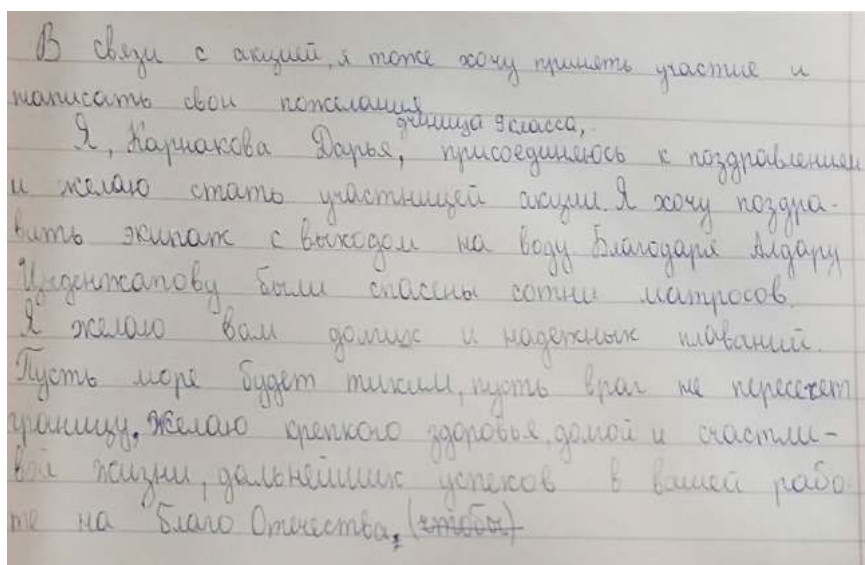 В связи с акцией, я тоже хочу принять участие и
написать свои пожелания
ученица 9 класса,
Я, Карнакова Дарья, присоединяюсь к поздравлениям
и желаю стать участницей акции. Я хочу поздра-
вить экипаж с выходом на воду Благодаря Алдару
Цыденжапову были спасены сотни матросов.
Я желаю вам долгих и надежных плаваний.
Пусть море будет тихим, пусть враг не пересечет
границу. Желаю крепкого здоровья, домой и счастли-
вой жизни, дальнейших успехов в вашей рабо-
те на благо Отечества, (чтобы)